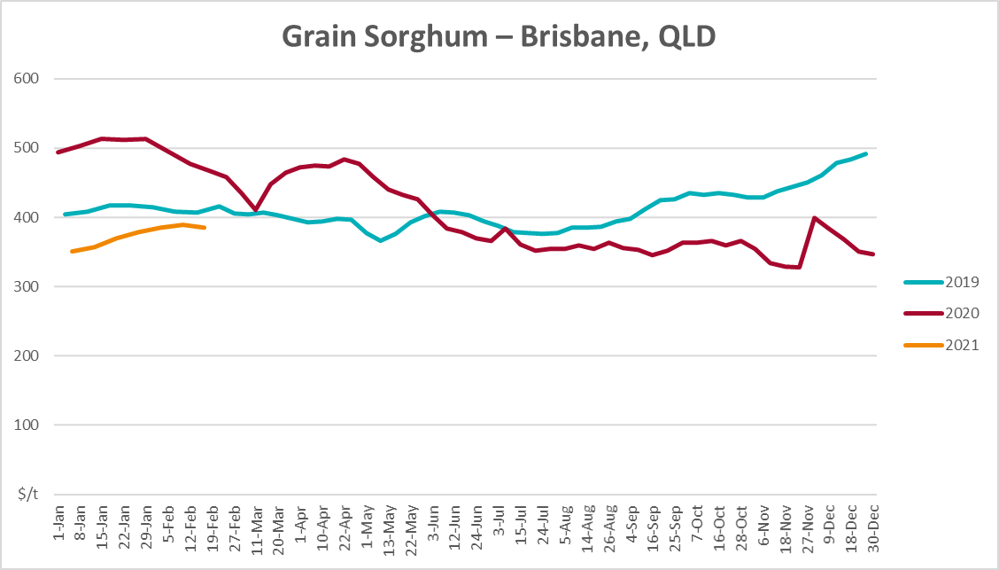 Grain Sorghum – Brisbane, QLD
600
500
400
300
200
100
$/t
1-Jan
8-Jan
15-Jan
22-Jan
29-Jan
5-Feb
12-Feb
19-Feb
27-Feb
11-Mar
20-Mar
1-Apr
10-Apr
22-Apr
1-May
13-May
22-May
3-Jun
12-Jun
24-Jun
3-Jul
15-Jul
24-Jul
5-Aug
14-Aug
26-Aug
4-Sep
16-Sep
25-Sep
7-Oct
16-Oct
28-Oct
6-Nov
18-Nov
27-Nov
9-Dec
18-Dec
30-Dec
2019
2020
2021